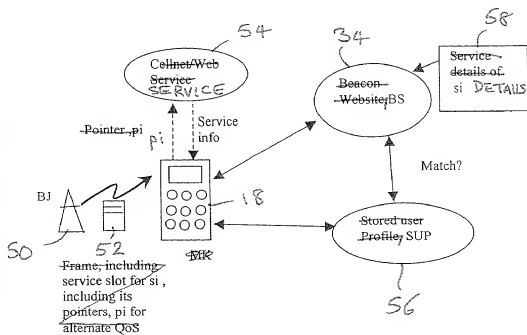 54
Cellnet/Web
Service
SERVICE
34
58
Service
details of
si DETAILS
Beacon
Website, BS
Pointer, pi
pi
Service
info
Match?
BJ
18
50
52
MK
Stored user
Profile, SUP
56
Frame, including
service slot for si ,
including its
pointers, pi for
alternate QoS